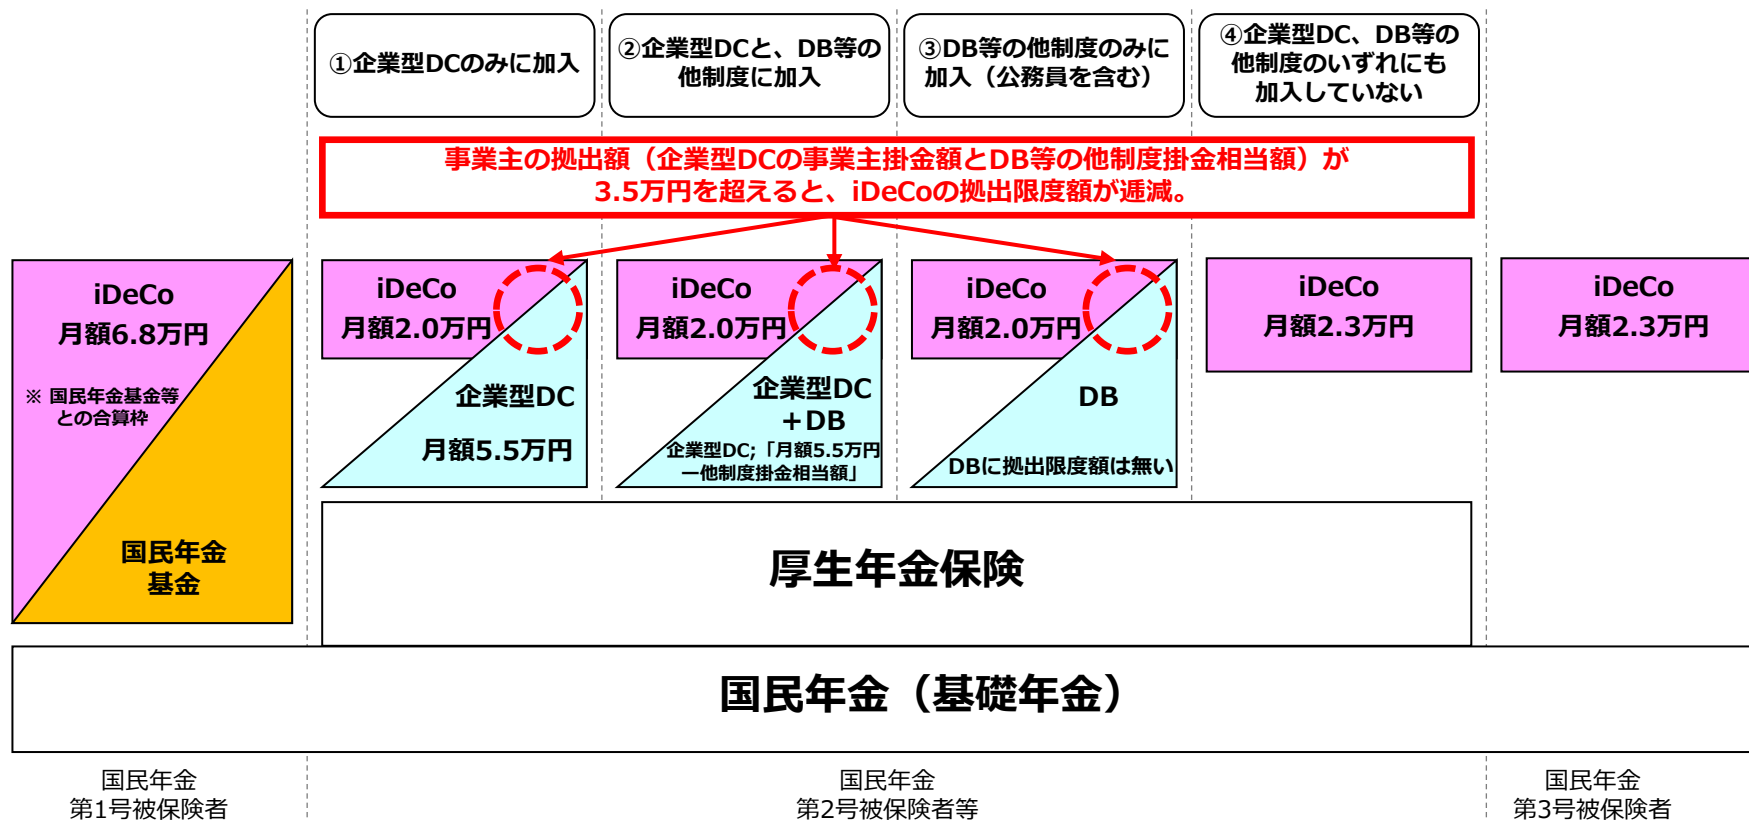 ①企業型DCのみに加入
②企業型DCと、DB等の
他制度に加入
③DB等の他制度のみに
加入（公務員を含む）
④企業型DC、DB等の
他制度のいずれにも
加入していない
事業主の拠出額（企業型DCの事業主掛金額とDB等の他制度掛金相当額）が
3.5万円を超えると、iDeCoの拠出限度額が逓減。
iDeCo
月額6.8万円
※ 国民年金基金等
との合算枠
国民年金
基金
iDeCo
月額2.0万円
企業型DC
月額5.5万円
iDeCo
月額2.0万円
企業型DC
＋DB
企業型DC;「月額5.5万円
―他制度掛金相当額」
iDeCo
月額2.0万円
DB
DBに拠出限度額は無い
iDeCo
月額2.3万円
iDeCo
月額2.3万円
厚生年金保険
国民年金（基礎年金）
国民年金
第1号被保険者
国民年金
第2号被保険者等
国民年金
第3号被保険者